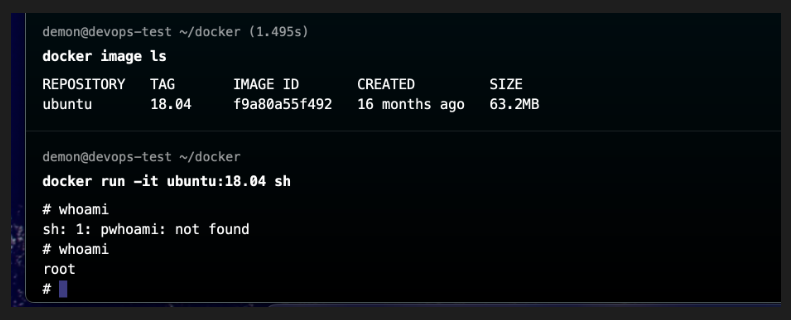 demon@devops-test ~/docker (1.495s)
docker image ls
REPOSITORY   TAG       IMAGE ID       CREATED         SIZE
ubuntu       18.04     f9a80a55f492   16 months ago   63.2MB
demon@devops-test ~/docker
docker run -it ubuntu:18.04 sh
# whoami
sh: 1: pwhoami: not found
# whoami
root
#